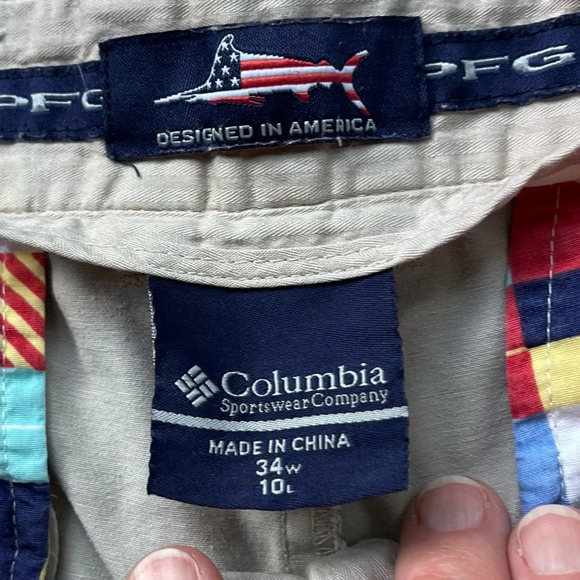 PFG
PFG
DESIGNED IN AMERICA
Columbia
Sportswear Company
MADE IN CHINA
34W
10L